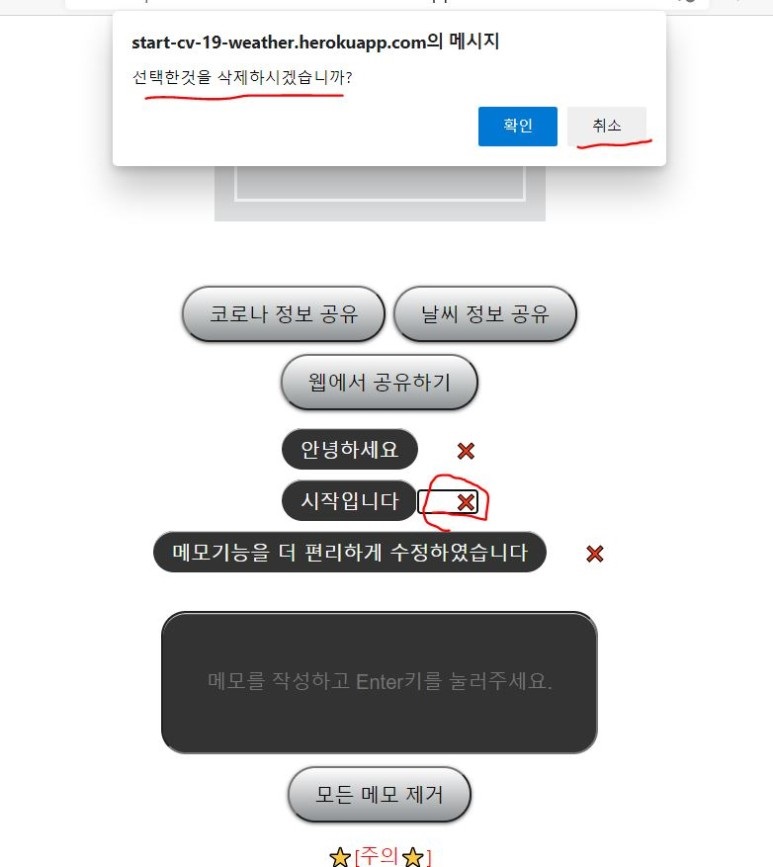 start-cv-19-weather.herokuapp.com의 메시지
선택한것을 삭제하시겠습니까?
확인 취소
코로나 정보 공유 날씨 정보 공유
웹에서 공유하기
안녕하세요
시작입니다
메모기능을 더 편리하게 수정하였습니다
메모를 작성하고 Enter키를 눌러주세요.
모든 메모 제거
[주의]